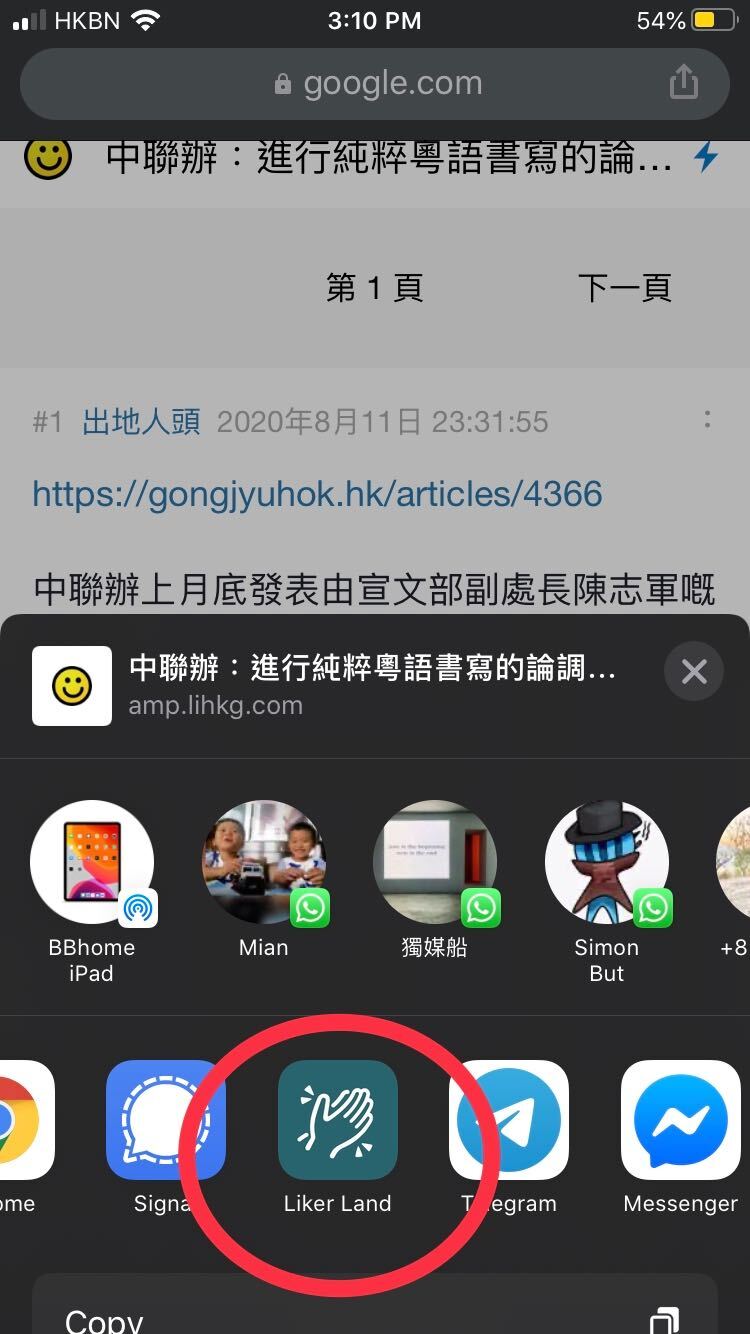 HKBN
3:10 PM
54%
google.com
中聯辦：進行純粹粵語書寫的論...
第 1 頁
下一頁
#1 出地人頭 2020年8月11日 23:31:55
https://gongjyuhok.hk/articles/4366
中聯辦上月底發表由宣文部副處長陳志軍嘅
中聯辦：進行純粹粵語書寫的論調...
amp.lihkg.com
BBhome
iPad
Mian
獨媒船
Simon
But
+8
ome
Signa
Liker Land
T legram
Messenger
Copy